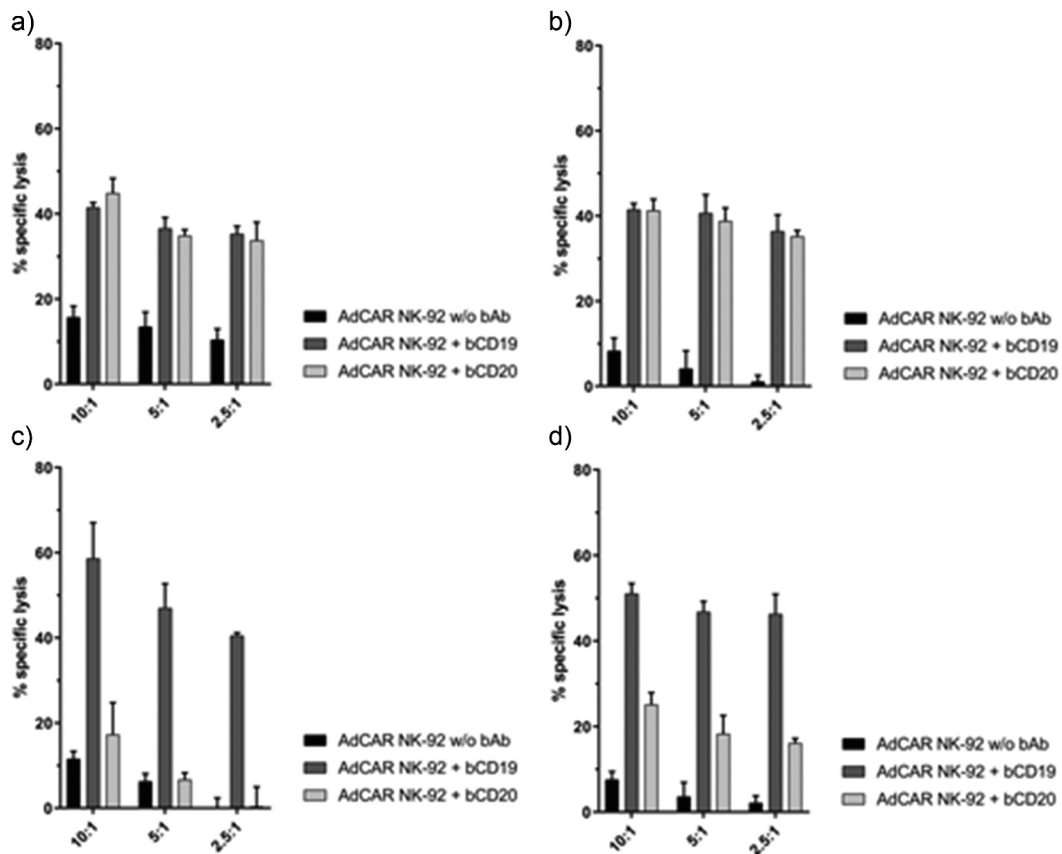 a)
80
60
40
20
0
% specific lysis
10:1
5:1
2.5:1
AdCAR NK-92 w/o bAb
AdCAR NK-92 + bCD19
AdCAR NK-92 + bCD20
b)
80
60
40
20
0
% specific lysis
10:1
5:1
2.5:1
AdCAR NK-92 w/o bAb
AdCAR NK-92 + bCD19
AdCAR NK-92 + bCD20
c)
80
60
40
20
0
% specific lysis
10:1
5:1
2.5:1
AdCAR NK-92 w/o bAb
AdCAR NK-92 + bCD19
AdCAR NK-92 + bCD20
d)
80
60
40
20
0
% specific lysis
10:1
5:1
2.5:1
AdCAR NK-92 w/o bAb
AdCAR NK-92 + bCD19
AdCAR NK-92 + bCD20